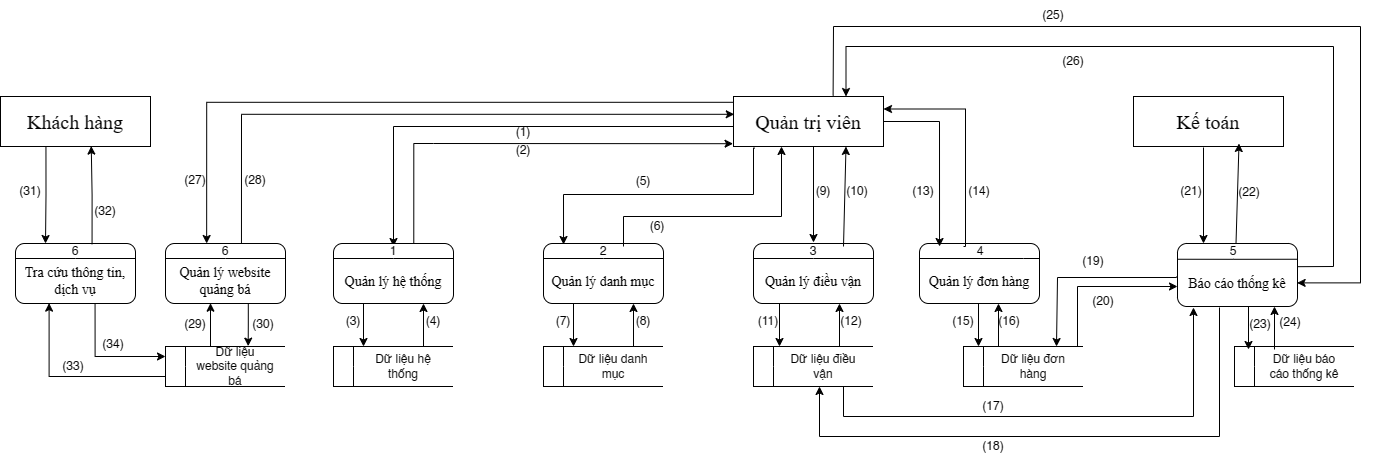 (25)
(26)
Khách hàng
Quản trị viên
Kế toán
(1)
(2)
(31)
(32)
(27)
(28)
(5)
(6)
(9)
(10)
(13)
(14)
(21)
(22)
6
Tra cứu thông tin,
dịch vụ
6
Quản lý website
quảng bá
1
Quản lý hệ thống
2
Quản lý danh mục
3
Quản lý điều vận
4
Quản lý đơn hàng
(19)
(20)
5
Báo cáo thống kê
(33)
(34)
(29)
(30)
(3)
(4)
(7)
(8)
(11)
(12)
(15)
(16)
(23)
(24)
Dữ liệu
website quảng
bá
Dữ liệu hệ
thống
Dữ liệu danh
mục
Dữ liệu điều
vận
Dữ liệu đơn
hàng
Dữ liệu báo
cáo thống kê
(17)
(18)